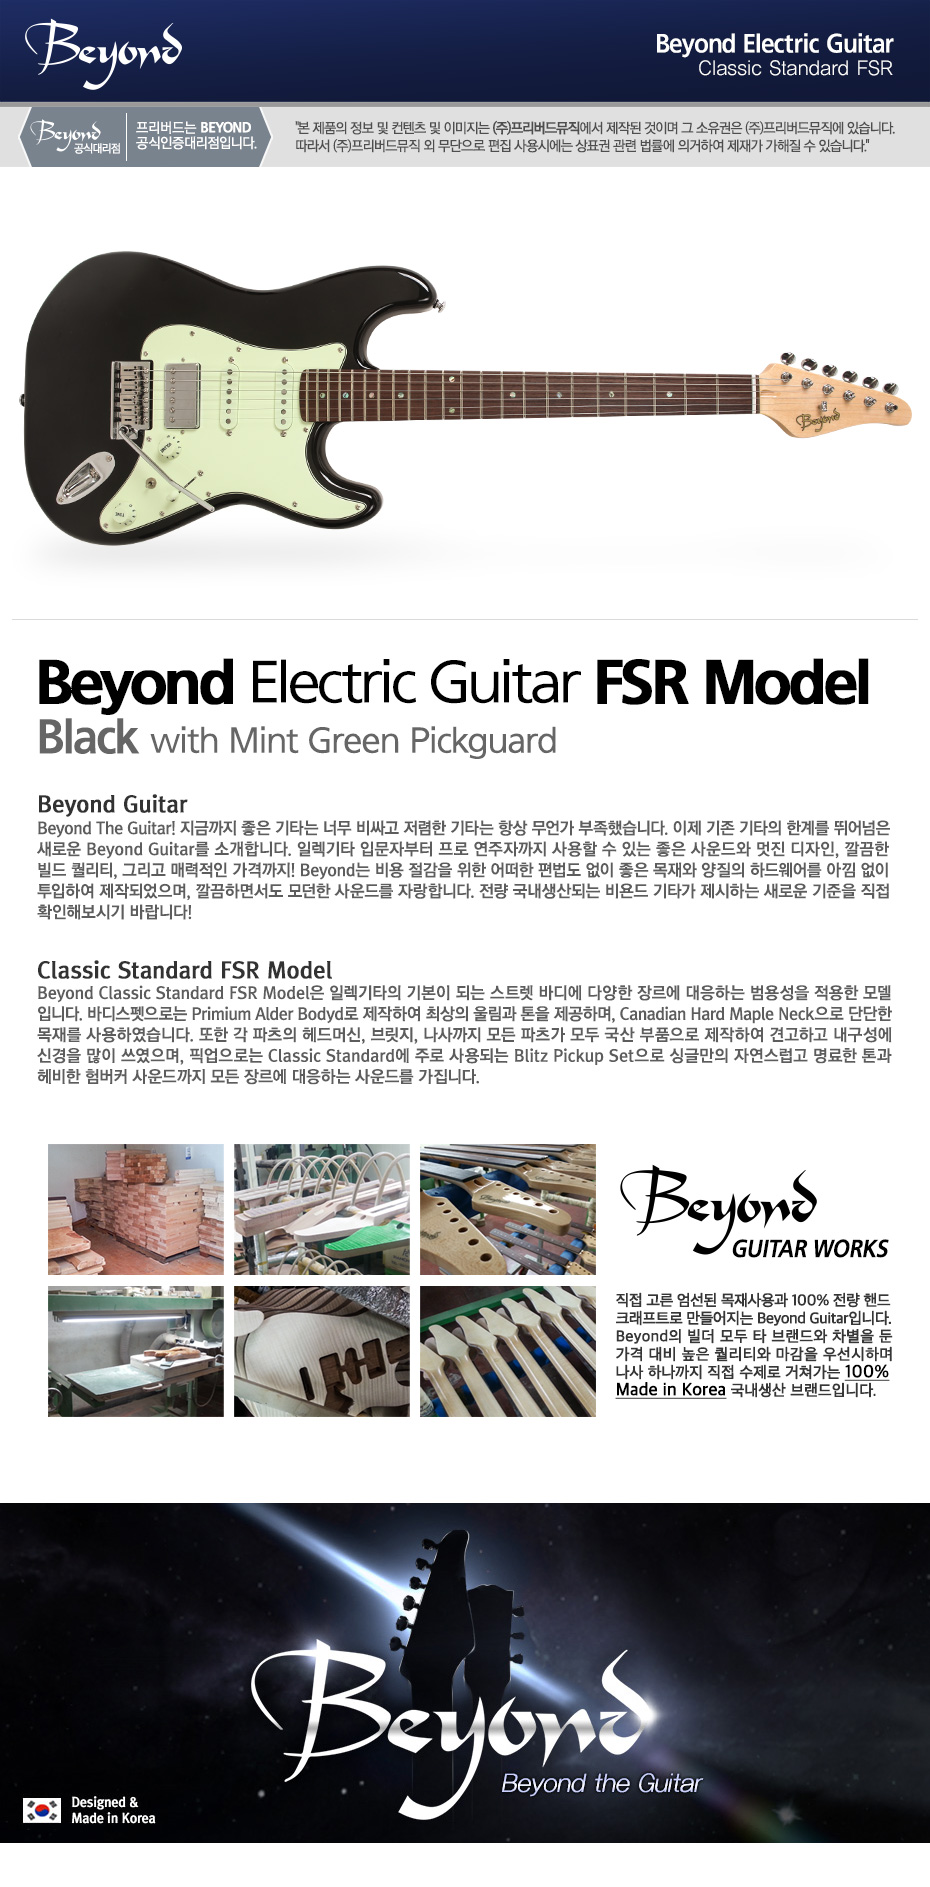 Beyond
Beyond Electric Guitar
Classic Standard FSR
Beyond
공식대리점
프리버드는 BEYOND
공식인증대리점입니다.
"본 제품의 정보 및 컨텐츠 및 이미지는 (주)프리버드뮤직에서 제작된 것이며 그 소유권은 (주)프리버드뮤직에 있습니다.
따라서 (주)프리버드뮤직 외 무단으로 편집 사용시에는 상표권 관련 법률에 의거하여 제재가 가해질 수 있습니다."
Beyond
Beyond Electric Guitar FSR Model
Black with Mint Green Pickguard
Beyond Guitar
Beyond The Guitar! 지금까지 좋은 기타는 너무 비싸고 저렴한 기타는 항상 무언가 부족했습니다. 이제 기존 기타의 한계를 뛰어넘은
새로운 Beyond Guitar를 소개합니다. 일렉기타 입문자부터 프로 연주자까지 사용할 수 있는 좋은 사운드와 멋진 디자인, 깔끔한
빌드 퀄리티, 그리고 매력적인 가격까지! Beyond는 비용 절감을 위한 어떠한 편법도 없이 좋은 목재와 양질의 하드웨어를 아낌 없이
투입하여 제작되었으며, 깔끔하면서도 모던한 사운드를 자랑합니다. 전량 국내생산되는 비욘드 기타가 제시하는 새로운 기준을 직접
확인해보시기 바랍니다!
Classic Standard FSR Model
Beyond Classic Standard FSR Model은 일렉기타의 기본이 되는 스트렛 바디에 다양한 장르에 대응하는 범용성을 적용한 모델
입니다. 바디스펫으로는 Primium Alder Bodyd로 제작하여 최상의 울림과 톤을 제공하며, Canadian Hard Maple Neck으로 단단한
목재를 사용하였습니다. 또한 각 파츠의 헤드머신, 브릿지, 나사까지 모든 파츠가 모두 국산 부품으로 제작하여 견고하고 내구성에
신경을 많이 쓰였으며, 픽업으로는 Classic Standard에 주로 사용되는 Blitz Pickup Set으로 싱글만의 자연스럽고 명료한 톤과
헤비한 험버커 사운드까지 모든 장르에 대응하는 사운드를 가집니다.
Beyond
GUITAR WORKS
직접 고른 엄선된 목재사용과 100% 전량 핸드
크래프트로 만들어지는 Beyond Guitar입니다.
Beyond의 빌더 모두 타 브랜드와 차별을 둔
가격 대비 높은 퀄리티와 마감을 우선시하며
나사 하나까지 직접 수제로 거쳐가는 100%
Made in Korea 국내생산 브랜드입니다.
Beyond
Beyond the Guitar
Designed &
Made in Korea